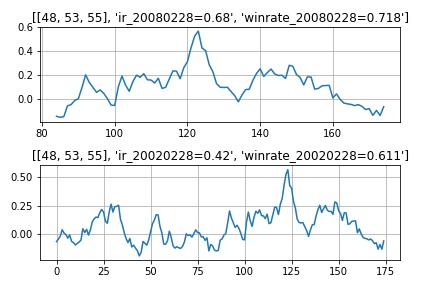 [[48, 53, 55], 'ir_20080228=0.68', 'winrate_20080228=0.718']
0.6
0.4
0.2
0.0
80 100 120 140 160
[[48, 53, 55], 'ir_20020228=0.42', 'winrate_20020228=0.611']
0.50
0.25
0.00
0 25 50 75 100 125 150 175